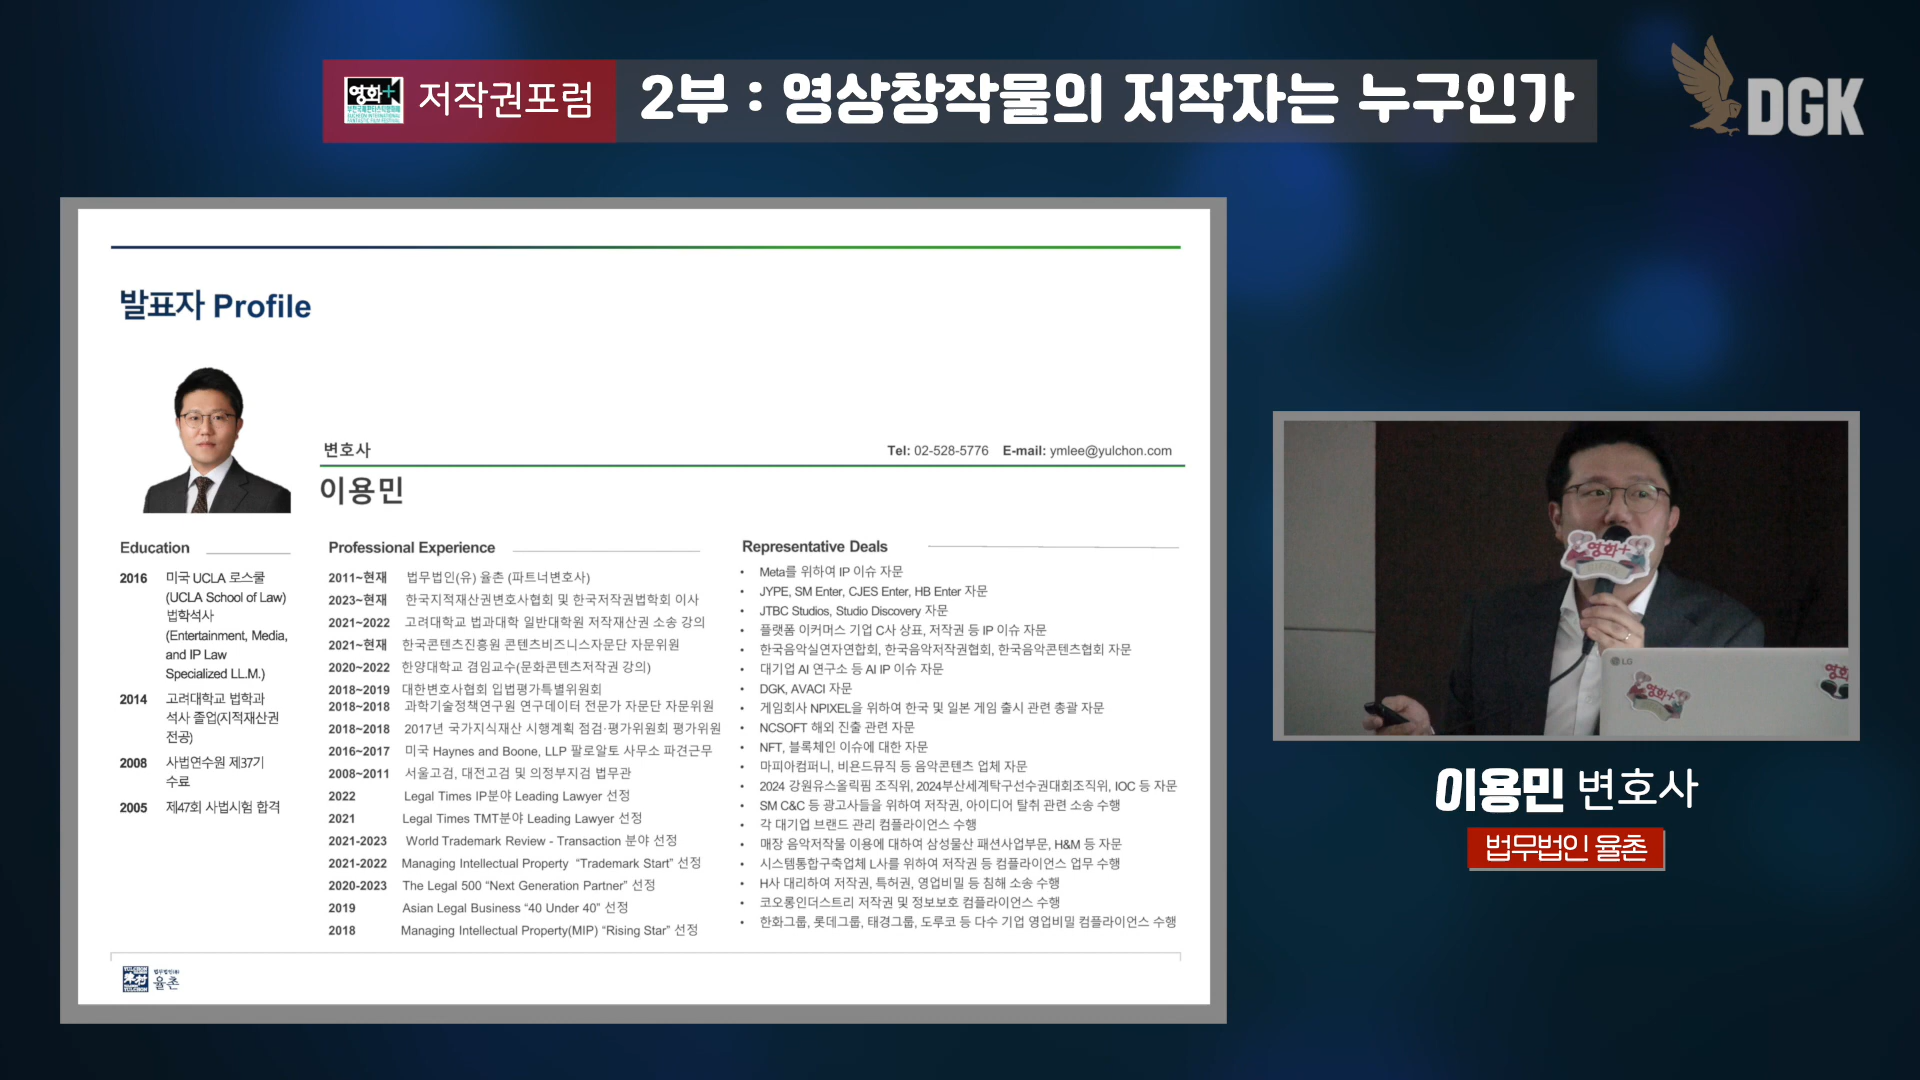 영화+
저작권포럼
2부 : 영상창작물의 저작자는 누구인가
DGK
발표자 Profile
변호사
Tel: 02-528-5776 E-mail: ymlee@yulchon.com
이용민
Education
2016 미국 UCLA 로스쿨
(UCLA School of Law)
법학석사
(Entertainment, Media,
and IP Law
Specialized LL.M.)
2014 고려대학교 법학과
석사 졸업(지적재산권
전공)
2008 사법연수원 제37기
수료
2005 제47회 사법시험 합격
Professional Experience
2011~현재 법무법인(유) 율촌 (파트너변호사)
2023~현재 한국지적재산권변호사협회 및 한국저작권법학회 이사
2021~2022 고려대학교 법과대학 일반대학원 저작재산권 소송 강의
2021~현재 한국콘텐츠진흥원 콘텐츠비즈니스자문단 자문위원
2020~2022 한양대학교 겸임교수(문화콘텐츠저작권 강의)
2018~2019 대한변호사협회 입법평가특별위원회
2018~2018 과학기술정책연구원 연구데이터 전문가 자문단 자문위원
2018~2018 2017년 국가지식재산 시행계획 점검·평가위원회 평가위원
2016~2017 미국 Haynes and Boone, LLP 팔로알토 사무소 파견근무
2008~2011 서울고검, 대전고검 및 의정부지검 법무관
2022 Legal Times IP분야 Leading Lawyer 선정
2021 Legal Times TMT분야 Leading Lawyer 선정
2021-2023 World Trademark Review - Transaction 분야 선정
2021-2022 Managing Intellectual Property “Trademark Start” 선정
2020-2023 The Legal 500 “Next Generation Partner” 선정
2019 Asian Legal Business “40 Under 40” 선정
2018 Managing Intellectual Property(MIP) “Rising Star” 선정
Representative Deals
• Meta를 위하여 IP 이슈 자문
• JYPE, SM Enter, CJES Enter, HB Enter 자문
• JTBC Studios, Studio Discovery 자문
• 플랫폼 이커머스 기업 C사 상표, 저작권 등 IP 이슈 자문
• 한국음악실연자연합회, 한국음악저작권협회, 한국음악콘텐츠협회 자문
• 대기업 AI 연구소 등 AI IP 이슈 자문
• DGK, AVACI 자문
• 게임회사 NPIXEL을 위하여 한국 및 일본 게임 출시 관련 총괄 자문
• NCSOFT 해외 진출 관련 자문
• NFT, 블록체인 이슈에 대한 자문
• 마피아컴퍼니, 비욘드뮤직 등 음악콘텐츠 업체 자문
• 2024 강원유스올릭핌 조직위, 2024부산세계탁구선수권대회조직위, IOC 등 자문
• SM C&C 등 광고사들을 위하여 저작권, 아이디어 탈취 관련 소송 수행
• 각 대기업 브랜드 관리 컴플라이언스 수행
• 매장 음악저작물 이용에 대하여 삼성물산 패션사업부문, H&M 등 자문
• 시스템통합구축업체 L사를 위하여 저작권 등 컴플라이언스 업무 수행
• H사 대리하여 저작권, 특허권, 영업비밀 등 침해 소송 수행
• 코오롱인더스트리 저작권 및 정보보호 컴플라이언스 수행
• 한화그룹, 롯데그룹, 태경그룹, 도루코 등 다수 기업 영업비밀 컴플라이언스 수행
YULCHON
율촌
영화+
LG
영화+
영화
이용민 변호사
법무법인 율촌